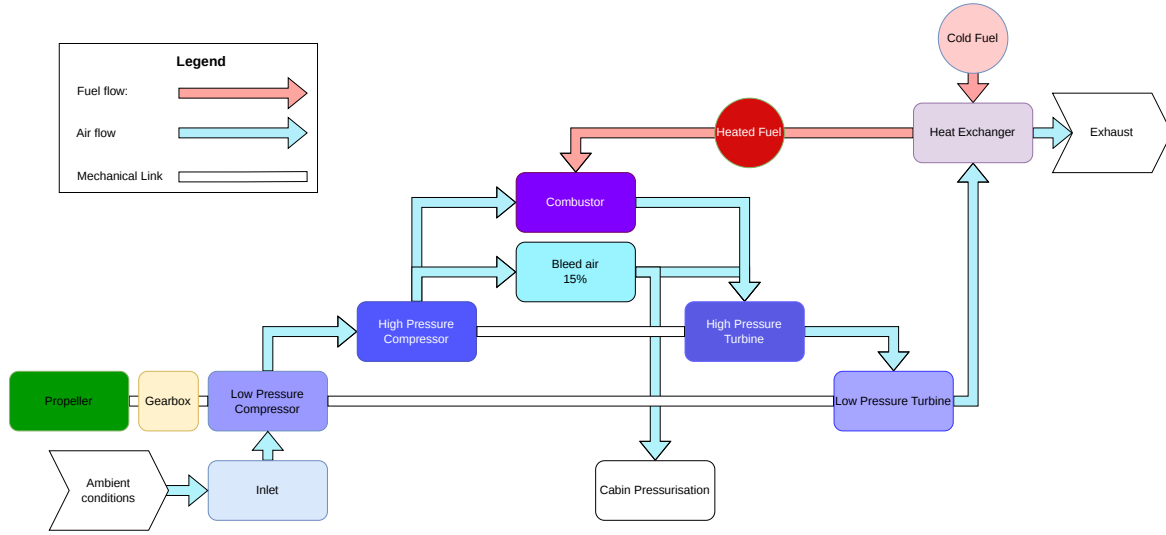 Legend
Fuel flow:
Air flow
Mechanical Link
Cold Fuel
Heated Fuel
Heat Exchanger
Exhaust
Combustor
Bleed air
15%
High Pressure
Compressor
High Pressure
Turbine
Propeller
Gearbox
Low Pressure
Compressor
Low Pressure Turbine
Ambient
conditions
Inlet
Cabin Pressurisation